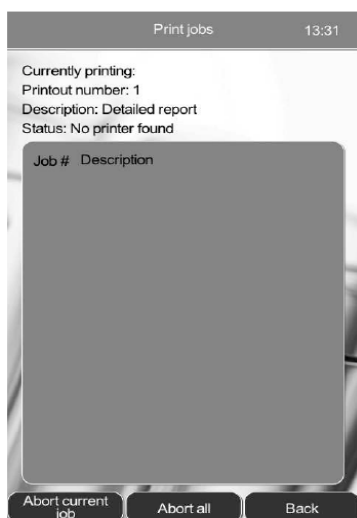 Print jobs 13:31
Currently printing:
Printout number: 1
Description: Detailed report
Status: No printer found
Job # Description
Abort current
job
Abort all
Back